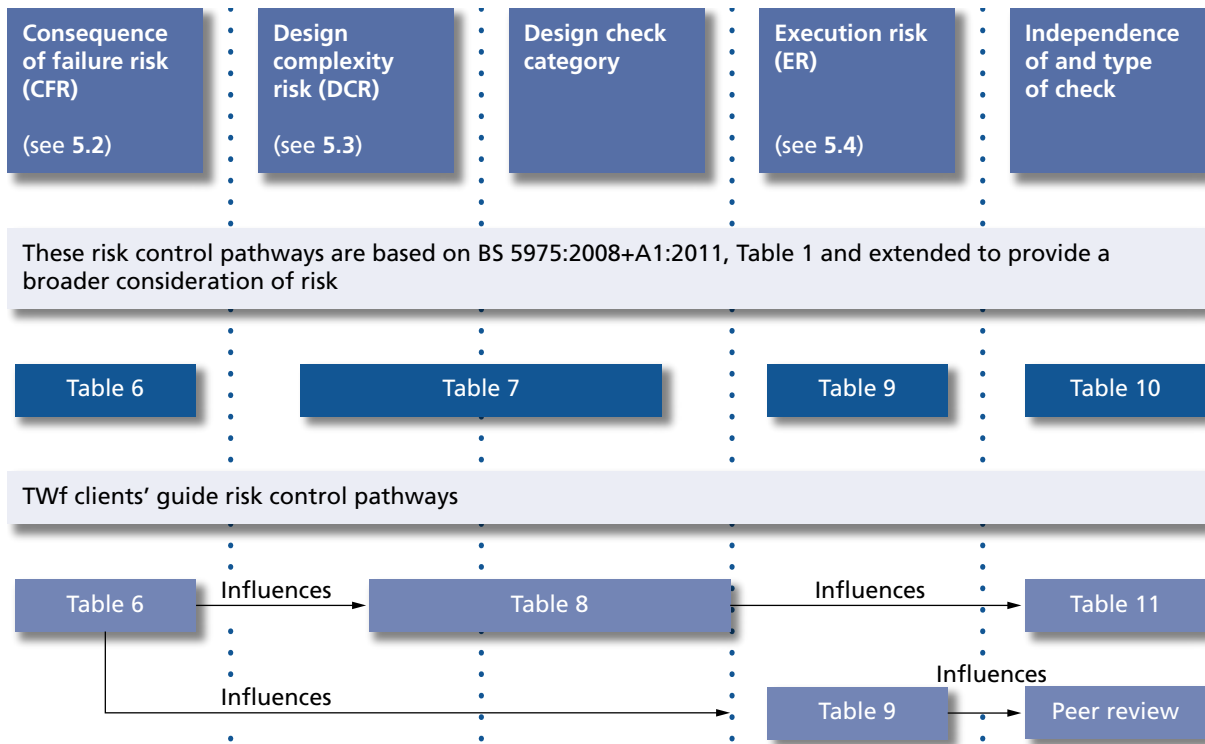 Consequence
of failure risk
(CFR)
(see 5.2)
Design
complexity
risk (DCR)
(see 5.3)
Design check
category
Execution risk
(ER)
(see 5.4)
Independence
of and type
of check
These risk control pathways are based on BS 5975:2008+A1:2011, Table 1 and extended to provide a
broader consideration of risk
Table 6
Table 7
Table 9
Table 10
TWf clients’ guide risk control pathways
Table 6
Influences
Table 8
Influences
Table 11
Influences
Table 9
Influences
Peer review